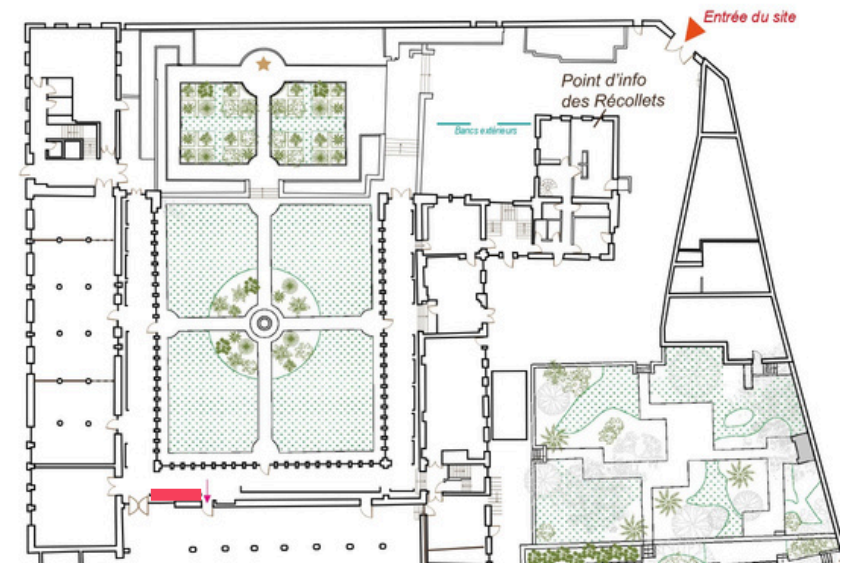 Entrée du site
Point d'info
des Récollets
Bancs extérieurs